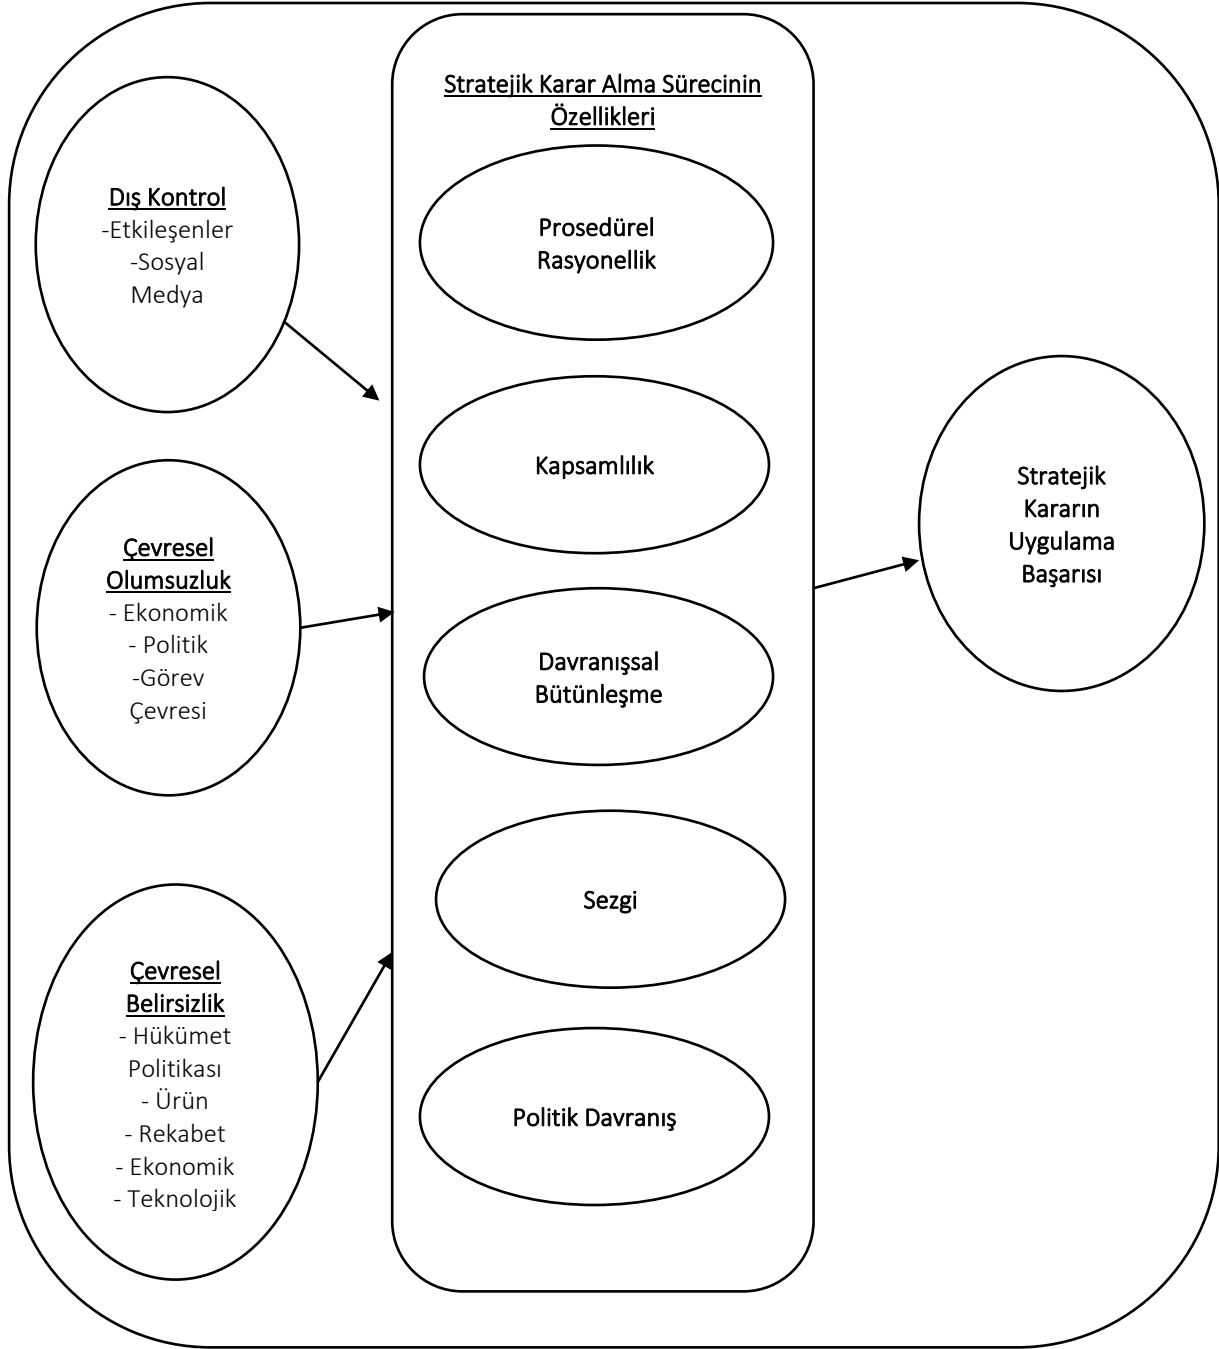 Stratejik Karar Alma Sürecinin
Özellikleri
Dış Kontrol
-Etkileşenler
-Sosyal
Medya
Çevresel
Olumsuzluk
- Ekonomik
- Politik
-Görev
Çevresi
Çevresel
Belirsizlik
- Hükümet
Politikası
- Ürün
- Rekabet
- Ekonomik
- Teknolojik
Prosedürel
Rasyonellik
Kapsamlılık
Davranışsal
Bütünleşme
Sezgi
Politik Davranış
Stratejik
Kararın
Uygulama
Başarısı